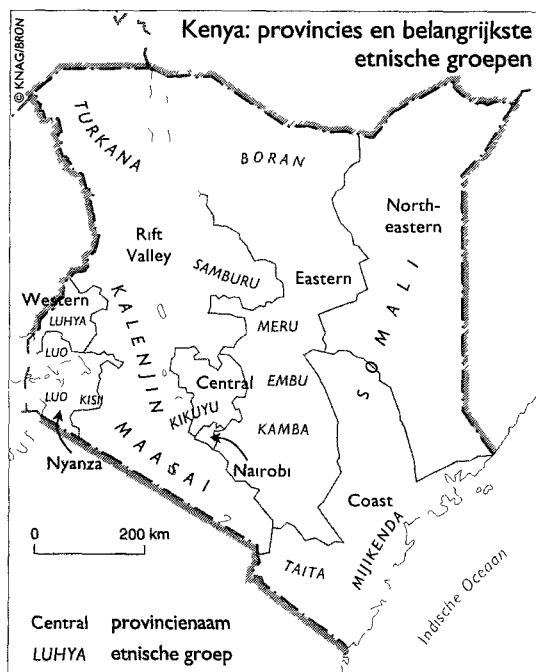 © KNAG/BRON
Kenya: provincies en belangrijkste
etnische groepen
TURKANA
BORAN
North-
eastern
Rift
Valley
SAMBURU
Eastern
Western
LUHYA
KALENJIN
MERU
SOMALI
LUO
Central
EMBU
LUO
KISII
KIKUYU
KAMBA
Nyanza
MAASAI
Nairobi
Coast
0
200 km
MIJIKENDA
TAITA
Indische Oceaan
Central provincienaam
LUHYA etnische groep